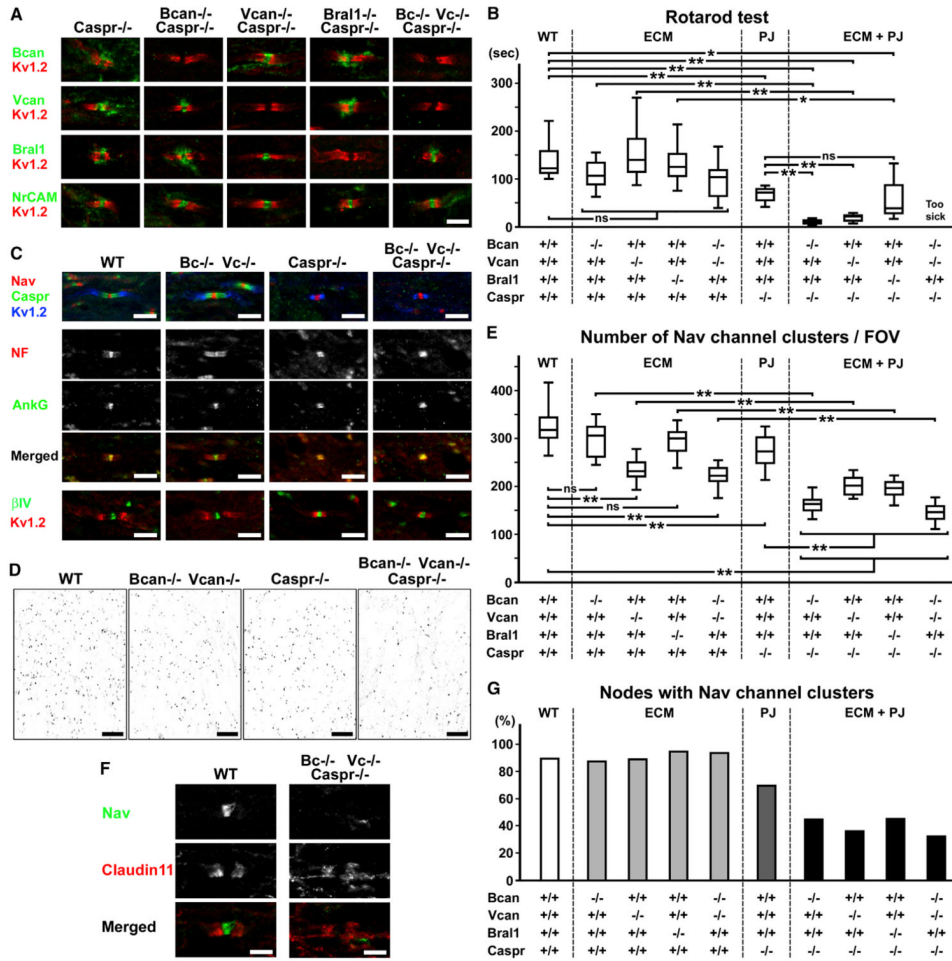 A
Bcan-/- Vcan-/- Bral1-/- Bc-/- Vc-/-
Caspr-/- Caspr-/- Caspr-/- Caspr-/- Caspr-/-
Bcan
Kv1.2
Vcan
Kv1.2
Bral1
Kv1.2
NrCAM
Kv1.2
B
Rotarod test
(sec) WT ECM PJ ECM + PJ
*
**
**
**
**
**
*
300
200
100
0
ns
ns
**
**
Too
sick
Bcan +/+ -/- +/+ +/+ -/- +/+ -/- +/+ +/+ -/-
Vcan +/+ +/+ -/- +/+ -/- +/+ +/+ -/- +/+ -/-
Bral1 +/+ +/+ +/+ -/- +/+ +/+ +/+ +/+ -/- +/+
Caspr +/+ +/+ +/+ +/+ +/+ -/- -/- -/- -/- -/-
C
Bc-/- Vc-/-
WT Bc-/- Vc-/- Caspr-/- Caspr-/-
Nav
Caspr
Kv1.2
NF
AnkG
Merged
βIV
Kv1.2
D
Bcan-/- Vcan-/-
WT Bcan-/- Vcan-/- Caspr-/- Caspr-/-
E
Number of Nav channel clusters / FOV
WT ECM PJ ECM + PJ
**
**
**
**
400
300
200
100
0
ns
**
ns
**
**
**
**
Bcan +/+ -/- +/+ +/+ -/- +/+ -/- +/+ +/+ -/-
Vcan +/+ +/+ -/- +/+ -/- +/+ +/+ -/- +/+ -/-
Bral1 +/+ +/+ +/+ -/- +/+ +/+ +/+ +/+ -/- +/+
Caspr +/+ +/+ +/+ +/+ +/+ -/- -/- -/- -/- -/-
F
Bc-/- Vc-/-
WT Caspr-/-
Nav
Claudin11
Merged
G
Nodes with Nav channel clusters
(%) WT ECM PJ ECM + PJ
100
80
60
40
20
0
Bcan +/+ -/- +/+ +/+ -/- +/+ -/- +/+ +/+ -/-
Vcan +/+ +/+ -/- +/+ -/- +/+ +/+ -/- +/+ -/-
Bral1 +/+ +/+ +/+ -/- +/+ +/+ +/+ +/+ -/- +/+
Caspr +/+ +/+ +/+ +/+ +/+ -/- -/- -/- -/- -/-